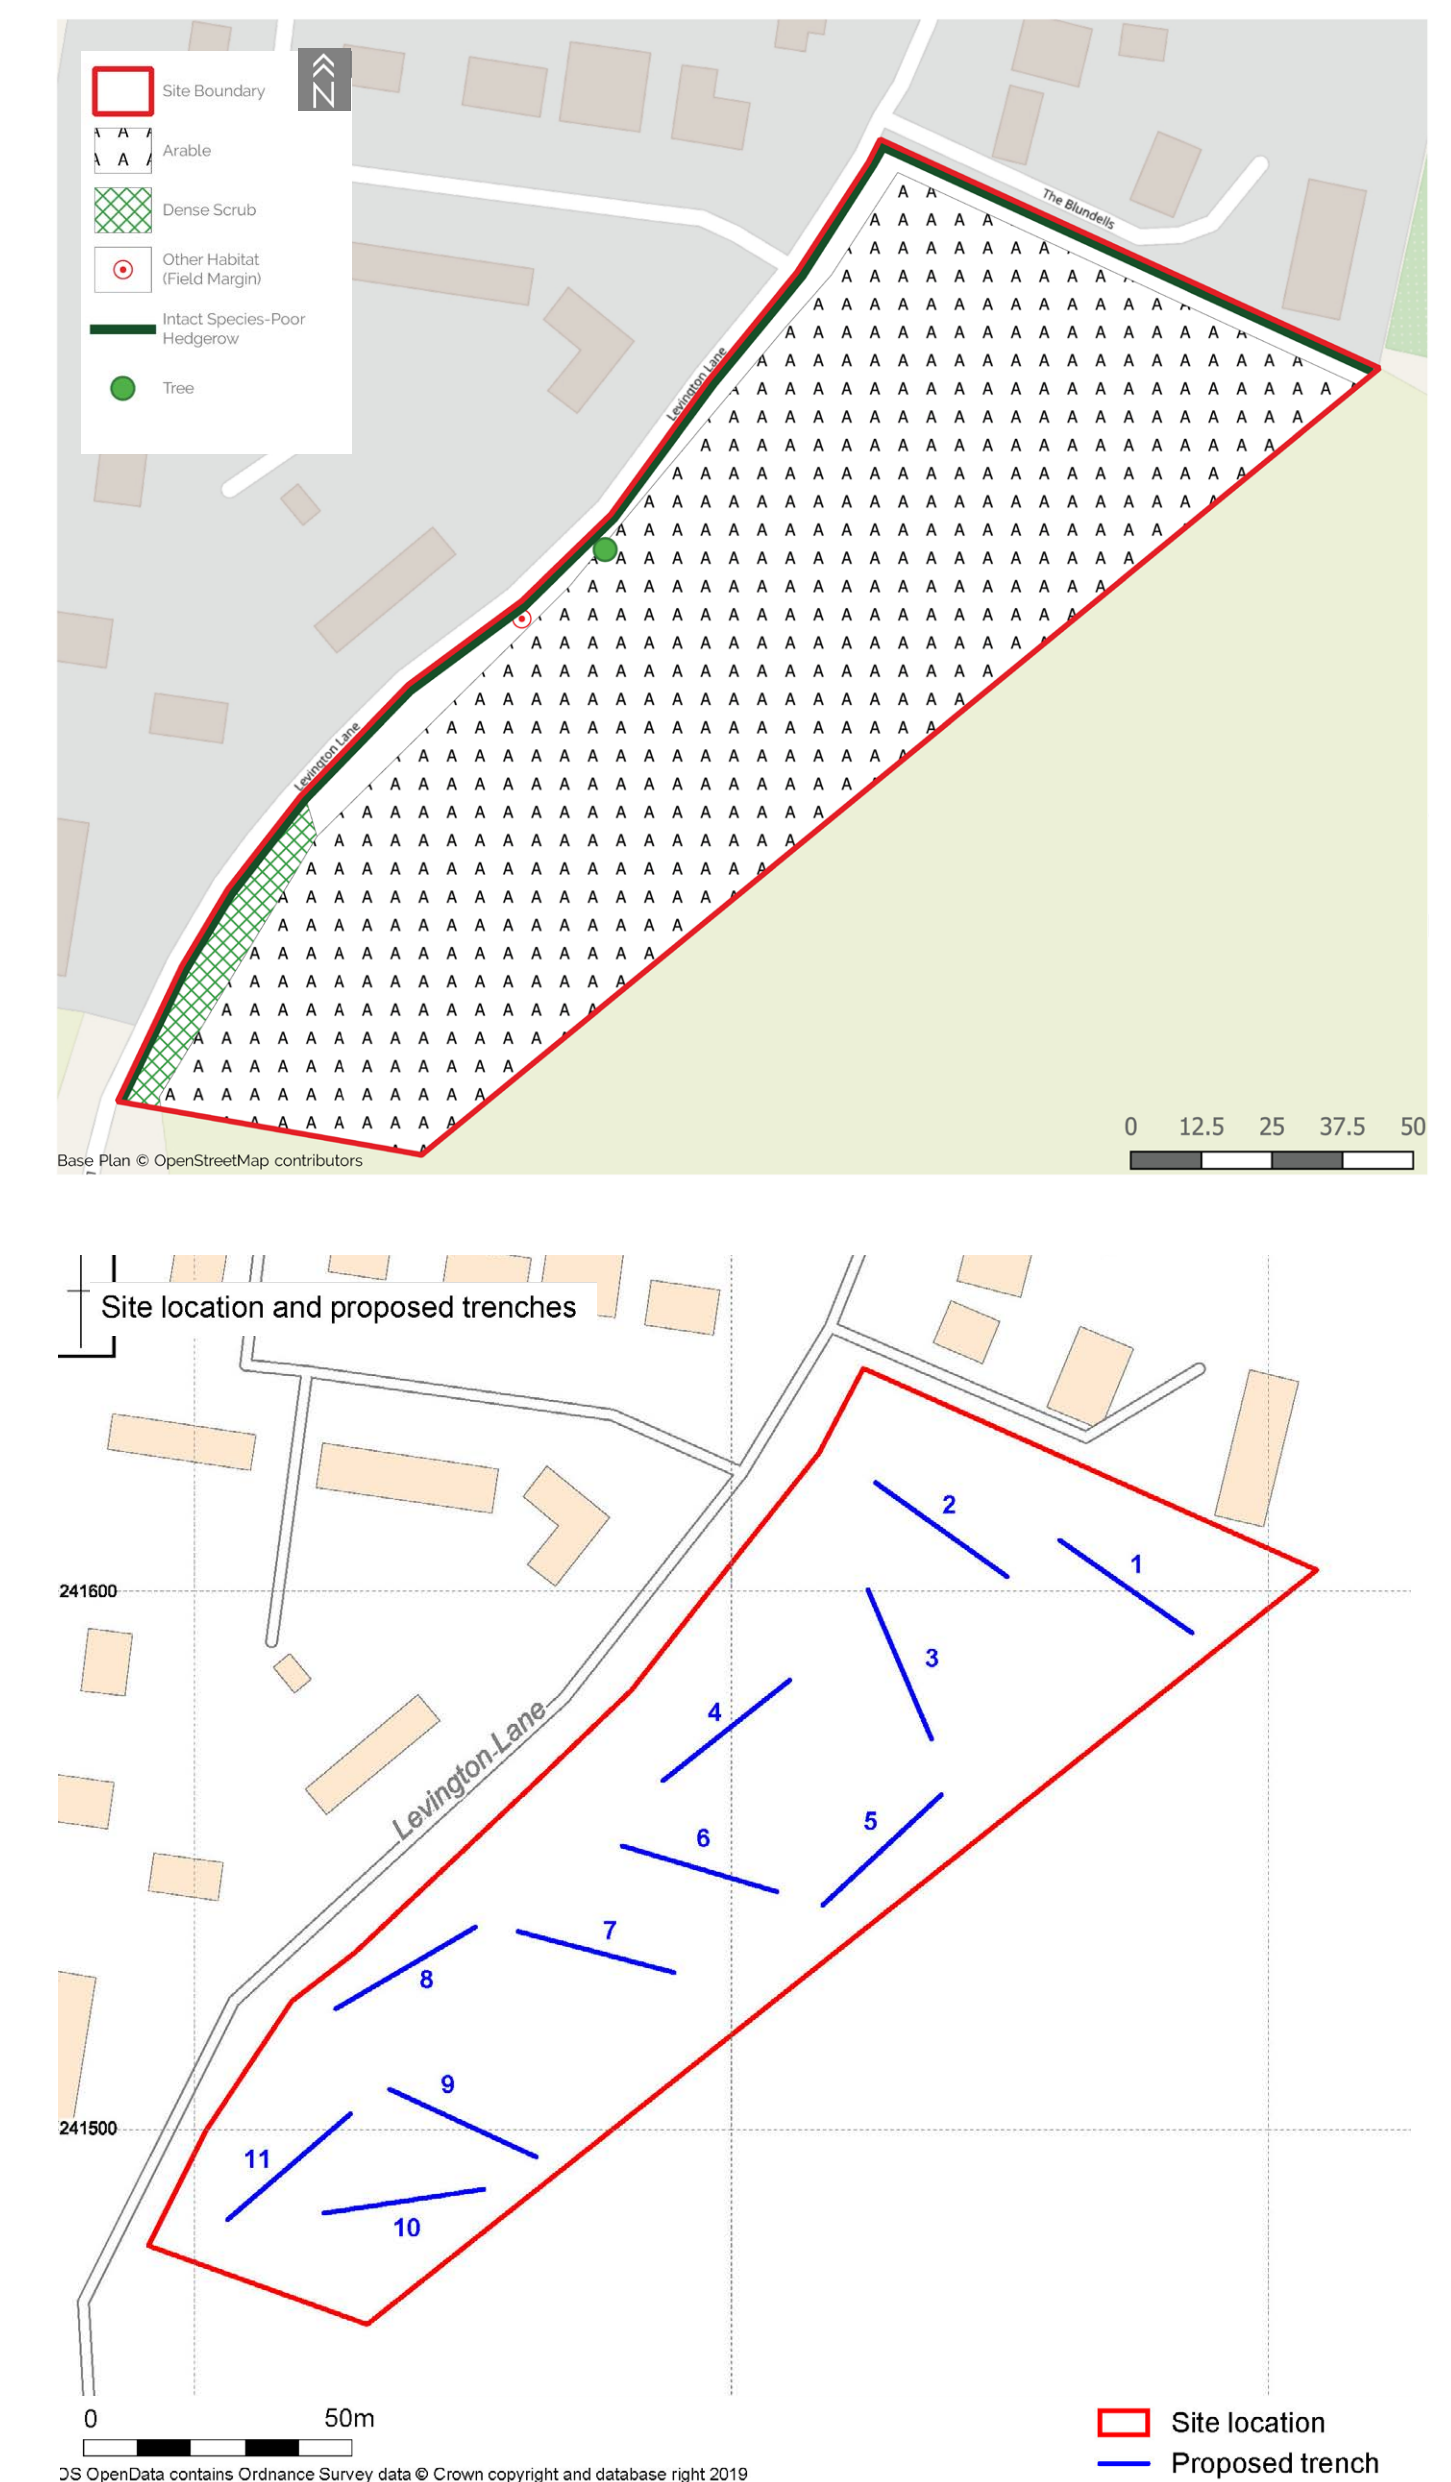 Site Boundary
N
Arable
Dense Scrub
Other Habitat
(Field Margin)
Intact Species-Poor
Hedgerow
Tree
The Blundells
Levington Lane
Levington Lane
0 12.5 25 37.5 50
Base Plan © OpenStreetMap contributors
Site location and proposed trenches
2
1
241600
3
4
Levington Lane
5
6
7
8
9
241500
11
10
0 50m
Site location
Proposed trench
OS OpenData contains Ordnance Survey data © Crown copyright and database right 2019